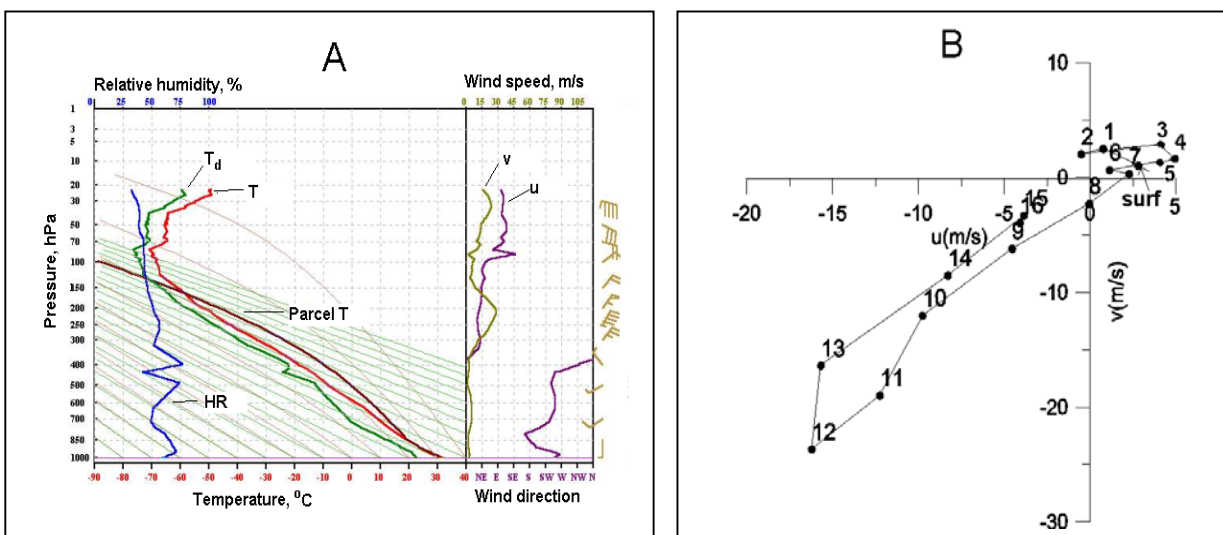 A
Relative humidity, %
Wind speed, m/s
0 25 50 75 100
0 15 30 45 60 75 90 105
1
3
5
10
20
30
50
70
100
150
200
250
300
400
500
600
700
850
1000
Pressure, hPa
T_d
T
v
u
Parcel T
HR
-90 -80 -70 -60 -50 -40 -30 -20 -10 0 10 20 30 40
NE E SE S SW W NW N
Temperature, °C
Wind direction
B
10
0
-10
-20
-30
-20 -15 -10 -5 0 5
u(m/s)
v(m/s)
surf
1
2
3
4
5
6
7
8
9
10
11
12
13
14
15
16